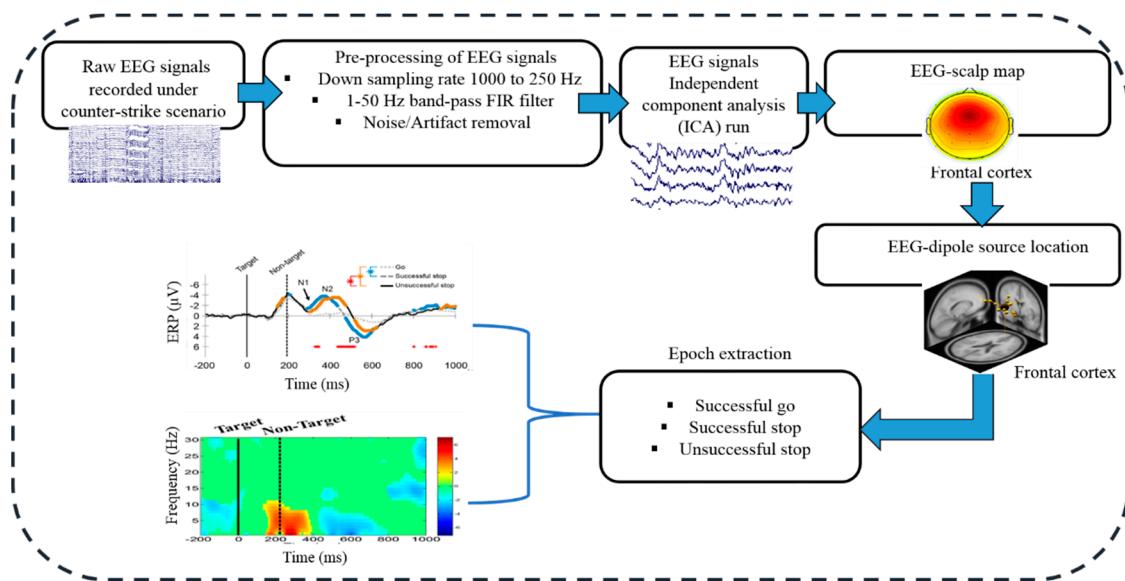 Raw EEG signals
recorded under
counter-strike scenario
Pre-processing of EEG signals
▪ Down sampling rate 1000 to 250 Hz
▪ 1-50 Hz band-pass FIR filter
▪ Noise/Artifact removal
EEG signals
Independent
component analysis
(ICA) run
EEG-scalp map
Frontal cortex
EEG-dipole source location
Frontal cortex
Epoch extraction
▪ Successful go
▪ Successful stop
▪ Unsuccessful stop
Target
Non-target
Go
Successful stop
Unsuccessful stop
N1
N2
P3
ERP (µV)
-6
-4
-2
0
2
4
6
-200 0 200 400 600 800 1000
Time (ms)
Target
Non-Target
Frequency (Hz)
30
25
20
15
10
5
-200 0 200 400 600 800 1000
Time (ms)